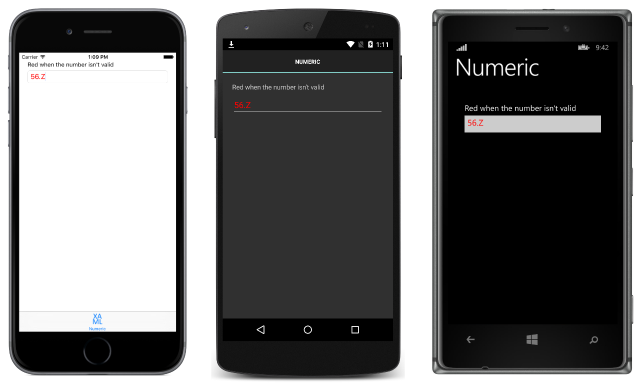 Carrier
1:09 PM
Red when the number isn't valid
56.Z
XA
ML
Numeric
1:11
NUMERIC
Red when the number isn't valid
56.Z
9:42
Numeric
Red when the number isn't valid
56.Z